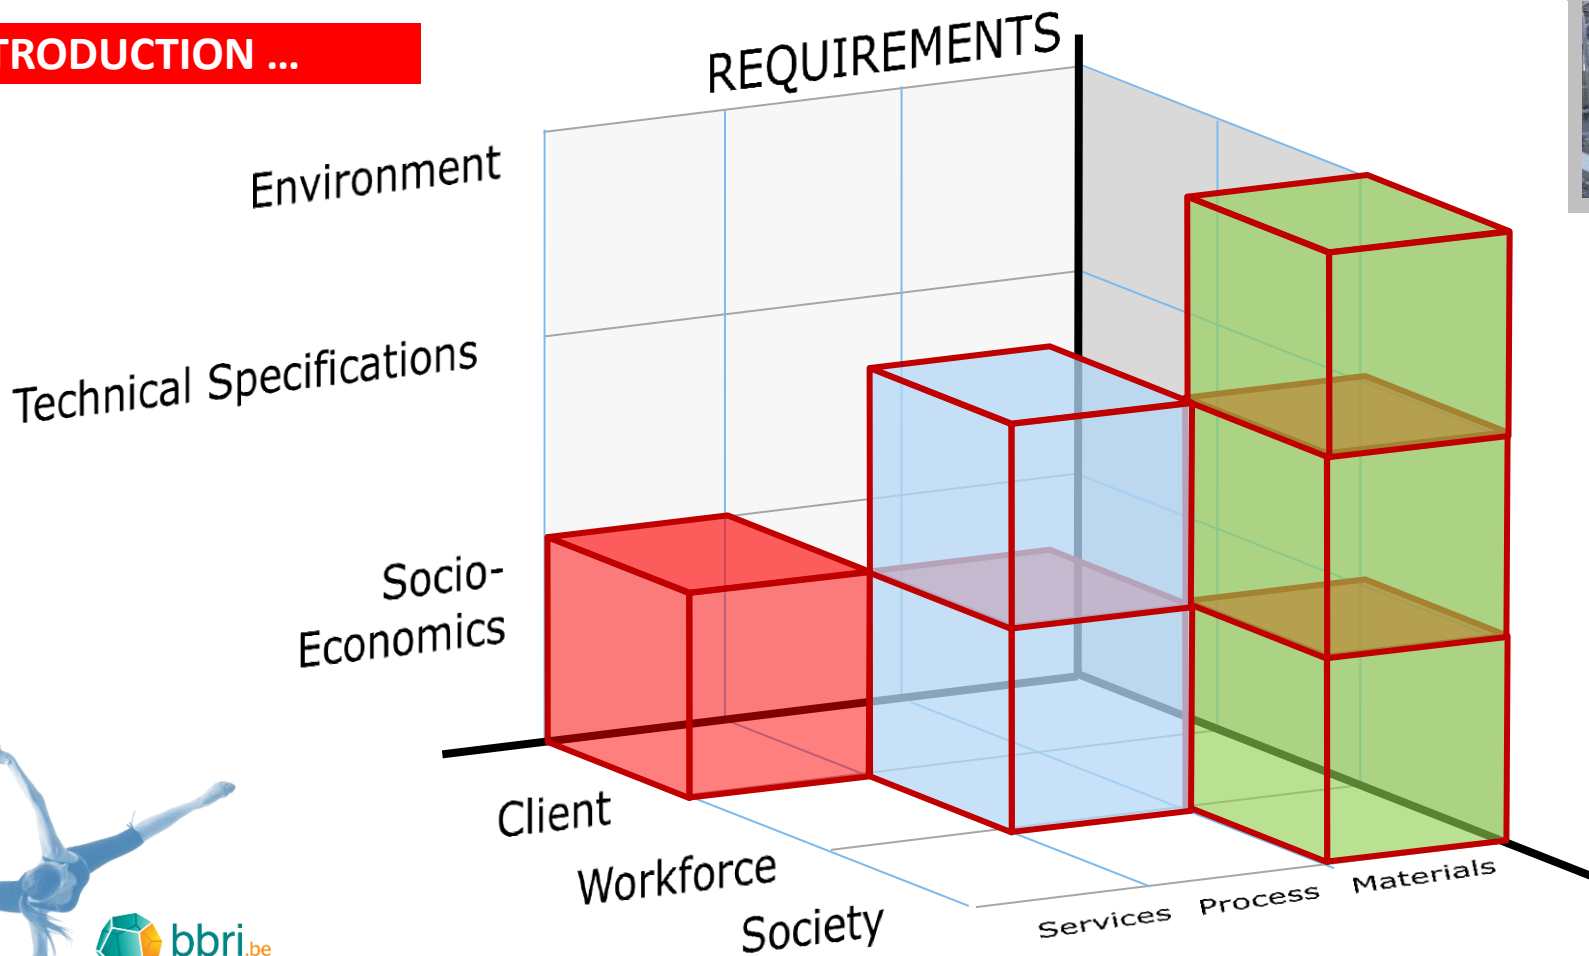 TRODUCTION ...
REQUIREMENTS
Environment
Technical Specifications
Socio-
Economics
Client
Workforce
Society
Services
Process
Materials
bbri.be